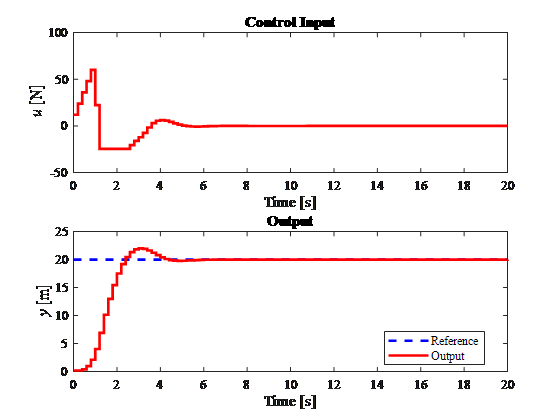 Control Input
100
50
0
-50
u [N]
0 2 4 6 8 10 12 14 16 18 20
Time [s]
Output
25
20
15
10
5
0
y [m]
Reference
Output
0 2 4 6 8 10 12 14 16 18 20
Time [s]